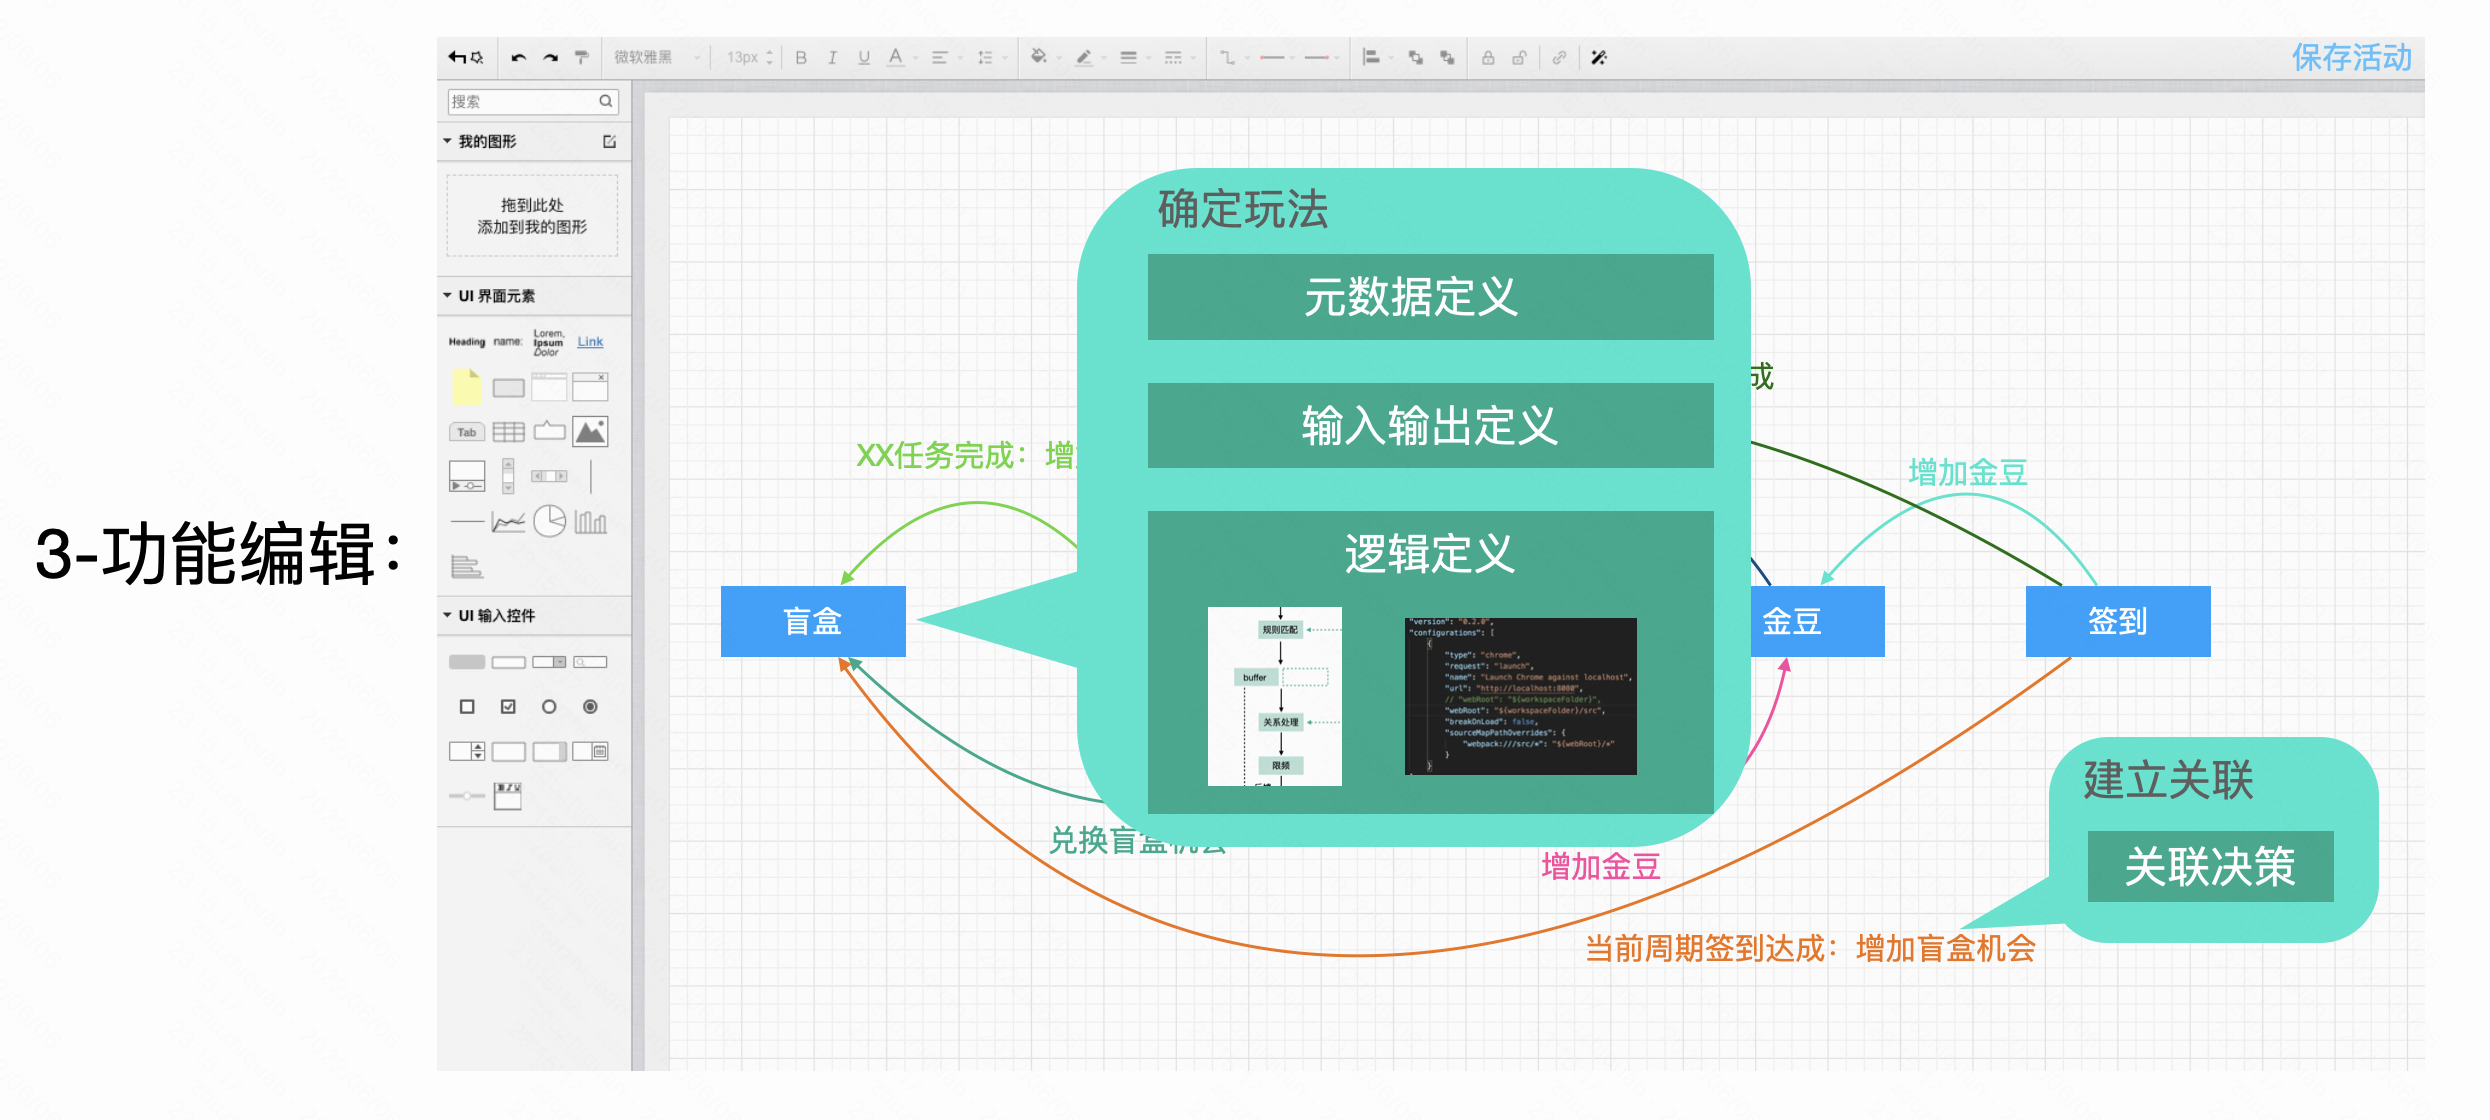 微软雅黑
13px
B I U A
保存活动
搜索
我的图形
拖到此处
添加到我的图形
UI 界面元素
Heading name: Lorem, Ipsum Dolor Link
Tab
UI 输入控件
3-功能编辑：
确定玩法
元数据定义
输入输出定义
逻辑定义
规则匹配
buffer
关系处理
限频
"version": "0.2.0",
"configurations": [
{
"type": "chrome",
"request": "launch",
"name": "Launch Chrome against localhost",
"url": "http://localhost:8080",
// "webRoot": "${workspaceFolder}",
"webRoot": "${workspaceFolder}/src",
"breakOnLoad": false,
"sourceMapPathOverrides": {
"webpack:///src/*": "${webRoot}/*"
}
}
成
XX任务完成：增
增加金豆
盲盒
金豆
签到
兑换盲盒机会
增加金豆
当前周期签到达成：增加盲盒机会
建立关联
关联决策